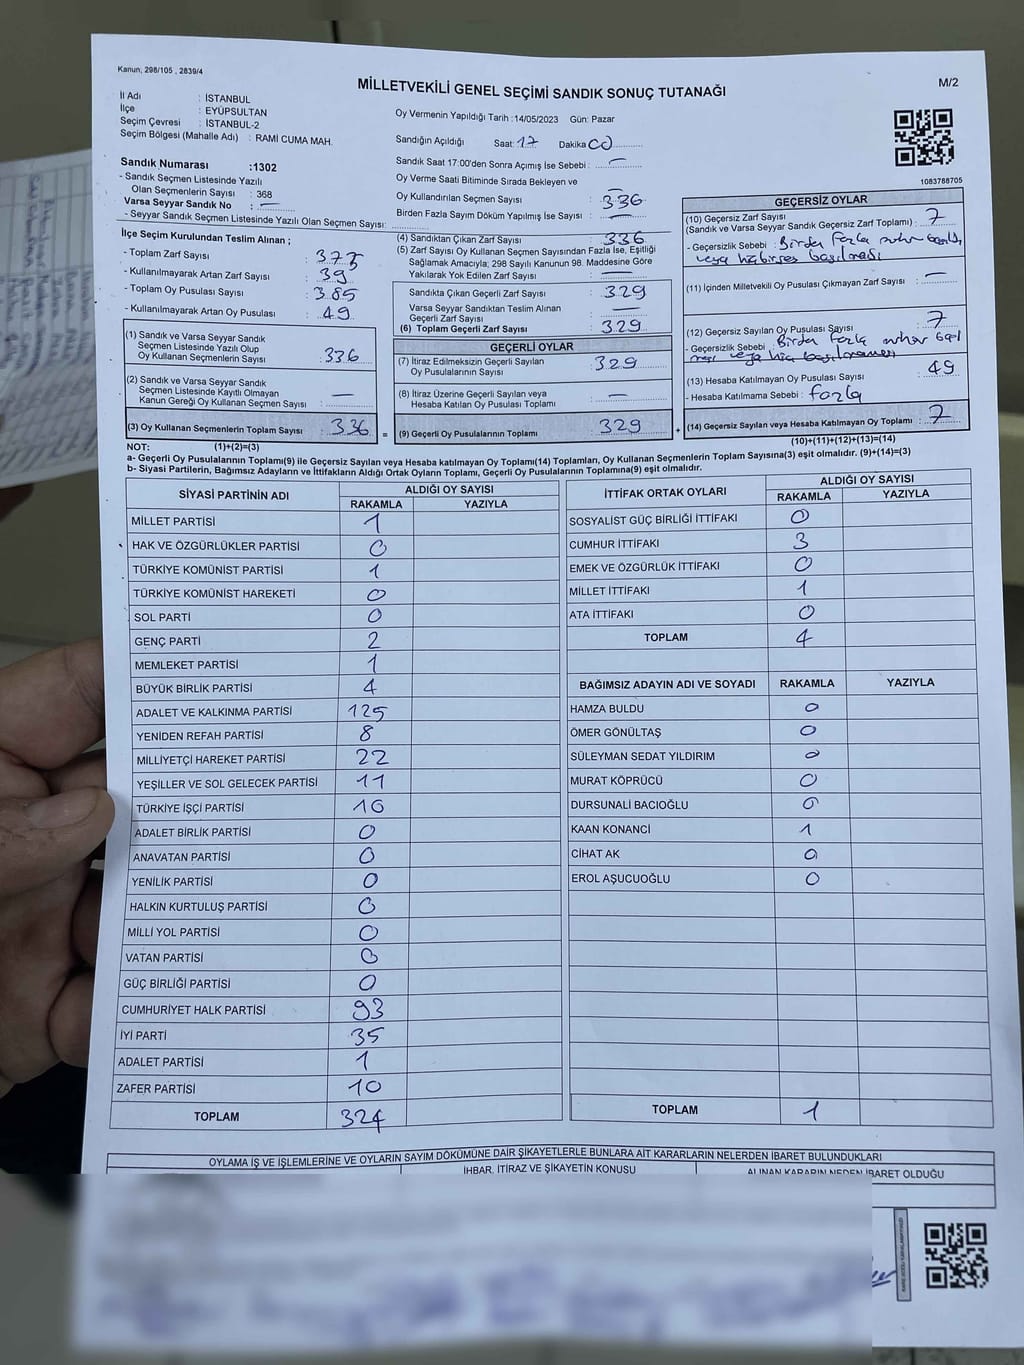 Kanun, 298/105 , 2839/4
MİLLETVEKİLİ GENEL SEÇİMİ SANDIK SONUÇ TUTANAĞI
M/2
İl Adı : İSTANBUL
İlçe : EYÜPSULTAN
Seçim Çevresi : İSTANBUL-2
Seçim Bölgesi (Mahalle Adı) : RAMİ CUMA MAH.
Sandık Numarası :1302
- Sandık Seçmen Listesinde Yazılı
Olan Seçmenlerin Sayısı : 368
Varsa Seyyar Sandık No : —
- Seyyar Sandık Seçmen Listesinde Yazılı Olan Seçmen Sayısı:
İlçe Seçim Kurulundan Teslim Alınan ;
- Toplam Zarf Sayısı : 375
- Kullanılmayarak Artan Zarf Sayısı : 39
- Toplam Oy Pusulası Sayısı : 385
- Kullanılmayarak Artan Oy Pusulası : 49
(1) Sandık ve Varsa Seyyar Sandık
Seçmen Listesinde Yazılı Olup
Oy Kullanan Seçmenlerin Sayısı : 336
(2) Sandık ve Varsa Seyyar Sandık
Seçmen Listesinde Kayıtlı Olmayan
Kanun Gereği Oy Kullanan Seçmen Sayısı : —
(3) Oy Kullanan Seçmenlerin Toplam Sayısı : 336 =
Oy Vermenin Yapıldığı Tarih :14/05/2023 Gün: Pazar
Sandığın Açıldığı Saat: 17 Dakika 00
Sandık Saat 17:00'den Sonra Açımış İse Sebebi : —
Oy Verme Saati Bitiminde Sırada Bekleyen ve
Oy Kullandırılan Seçmen Sayısı : 336
Birden Fazla Sayım Döküm Yapılmış İse Sayısı : —
(4) Sandıktan Çıkan Zarf Sayısı : 336
(5) Zarf Sayısı Oy Kullanan Seçmen Sayısından Fazla İse, Eşitliği
Sağlamak Amacıyla; 298 Sayılı Kanunun 98. Maddesine Göre
Yakılarak Yok Edilen Zarf Sayısı : —
Sandıkta Çıkan Geçerli Zarf Sayısı : 329
Varsa Seyyar Sandıktan Teslim Alınan
Geçerli Zarf Sayısı :
(6) Toplam Geçerli Zarf Sayısı : 329
GEÇERLİ OYLAR
(7) İtiraz Edilmeksizin Geçerli Sayılan
Oy Pusulalarının Sayısı : 329
(8) İtiraz Üzerine Geçerli Sayılan veya
Hesaba Katılan Oy Pusulası Toplamı : —
(9) Geçerli Oy Pusulalarının Toplamı : 329 +
1083788705
GEÇERSİZ OYLAR
(10) Geçersiz Zarf Sayısı
(Sandık ve Varsa Seyyar Sandık Geçersiz Zarf Toplamı) : 7
- Geçersizlik Sebebi : Birden fazla mühür basıldı
veya hiçbirşey basılmadı
(11) İçinden Milletvekili Oy Pusulası Çıkmayan Zarf Sayısı : —
(12) Geçersiz Sayılan Oy Pusulası Sayısı : 7
- Geçersizlik Sebebi : Birden fazla mühür
veya hiç basılmaması
(13) Hesaba Katılmayan Oy Pusulası Sayısı : 49
- Hesaba Katılmama Sebebi : fazla
(14) Geçersiz Sayılan veya Hesaba Katılmayan Oy Toplamı : 7
NOT: (1)+(2)=(3)
(10)+(11)+(12)+(13)=(14)
a- Geçerli Oy Pusulalarının Toplamı(9) ile Geçersiz Sayılan veya Hesaba katılmayan Oy Toplamı(14) Toplamları, Oy Kullanan Seçmenlerin Toplam Sayısına(3) eşit olmalıdır. (9)+(14)=(3)
b- Siyasi Partilerin, Bağımsız Adayların ve İttifakların Aldığı Ortak Oyların Toplamı, Geçerli Oy Pusulalarının Toplamına(9) eşit olmalıdır.
SİYASİ PARTİNİN ADI ALDIĞI OY SAYISI
RAKAMLA YAZIYLA
MİLLET PARTİSİ 1
HAK VE ÖZGÜRLÜKLER PARTİSİ 0
TÜRKİYE KOMÜNİST PARTİSİ 1
TÜRKİYE KOMÜNİST HAREKETİ 0
SOL PARTİ 0
GENÇ PARTİ 2
MEMLEKET PARTİSİ 1
BÜYÜK BİRLİK PARTİSİ 4
ADALET VE KALKINMA PARTİSİ 125
YENİDEN REFAH PARTİSİ 8
MİLLİYETÇİ HAREKET PARTİSİ 22
YEŞİLLER VE SOL GELECEK PARTİSİ 11
TÜRKİYE İŞÇİ PARTİSİ 10
ADALET BİRLİK PARTİSİ 0
ANAVATAN PARTİSİ 0
YENİLİK PARTİSİ 0
HALKIN KURTULUŞ PARTİSİ 0
MİLLİ YOL PARTİSİ 0
VATAN PARTİSİ 0
GÜÇ BİRLİĞİ PARTİSİ 0
CUMHURİYET HALK PARTİSİ 93
İYİ PARTİ 35
ADALET PARTİSİ 1
ZAFER PARTİSİ 10
TOPLAM 324
İTTİFAK ORTAK OYLARI ALDIĞI OY SAYISI
RAKAMLA YAZIYLA
SOSYALİST GÜÇ BİRLİĞİ İTTİFAKI 0
CUMHUR İTTİFAKI 3
EMEK VE ÖZGÜRLÜK İTTİFAKI 0
MİLLET İTTİFAKI 1
ATA İTTİFAKI 0
TOPLAM 4
BAĞIMSIZ ADAYIN ADI VE SOYADI RAKAMLA YAZIYLA
HAMZA BULDU 0
ÖMER GÖNÜLTAŞ 0
SÜLEYMAN SEDAT YILDIRIM 0
MURAT KÖPRÜCÜ 0
DURSUNALİ BACIOĞLU 0
KAAN KONANCİ 1
CİHAT AK 0
EROL AŞUCUOĞLU 0
TOPLAM 1
OYLAMA İŞ VE İŞLEMLERİNE VE OYLARIN SAYIM DÖKÜMÜNE DAİR ŞİKAYETLERLE BUNLARA AİT KARARLARIN NELERDEN İBARET BULUNDUKLARI
İHBAR, İTİRAZ VE ŞİKAYETİN KONUSU ALINAN KARARIN NEDEN İBARET OLDUĞU